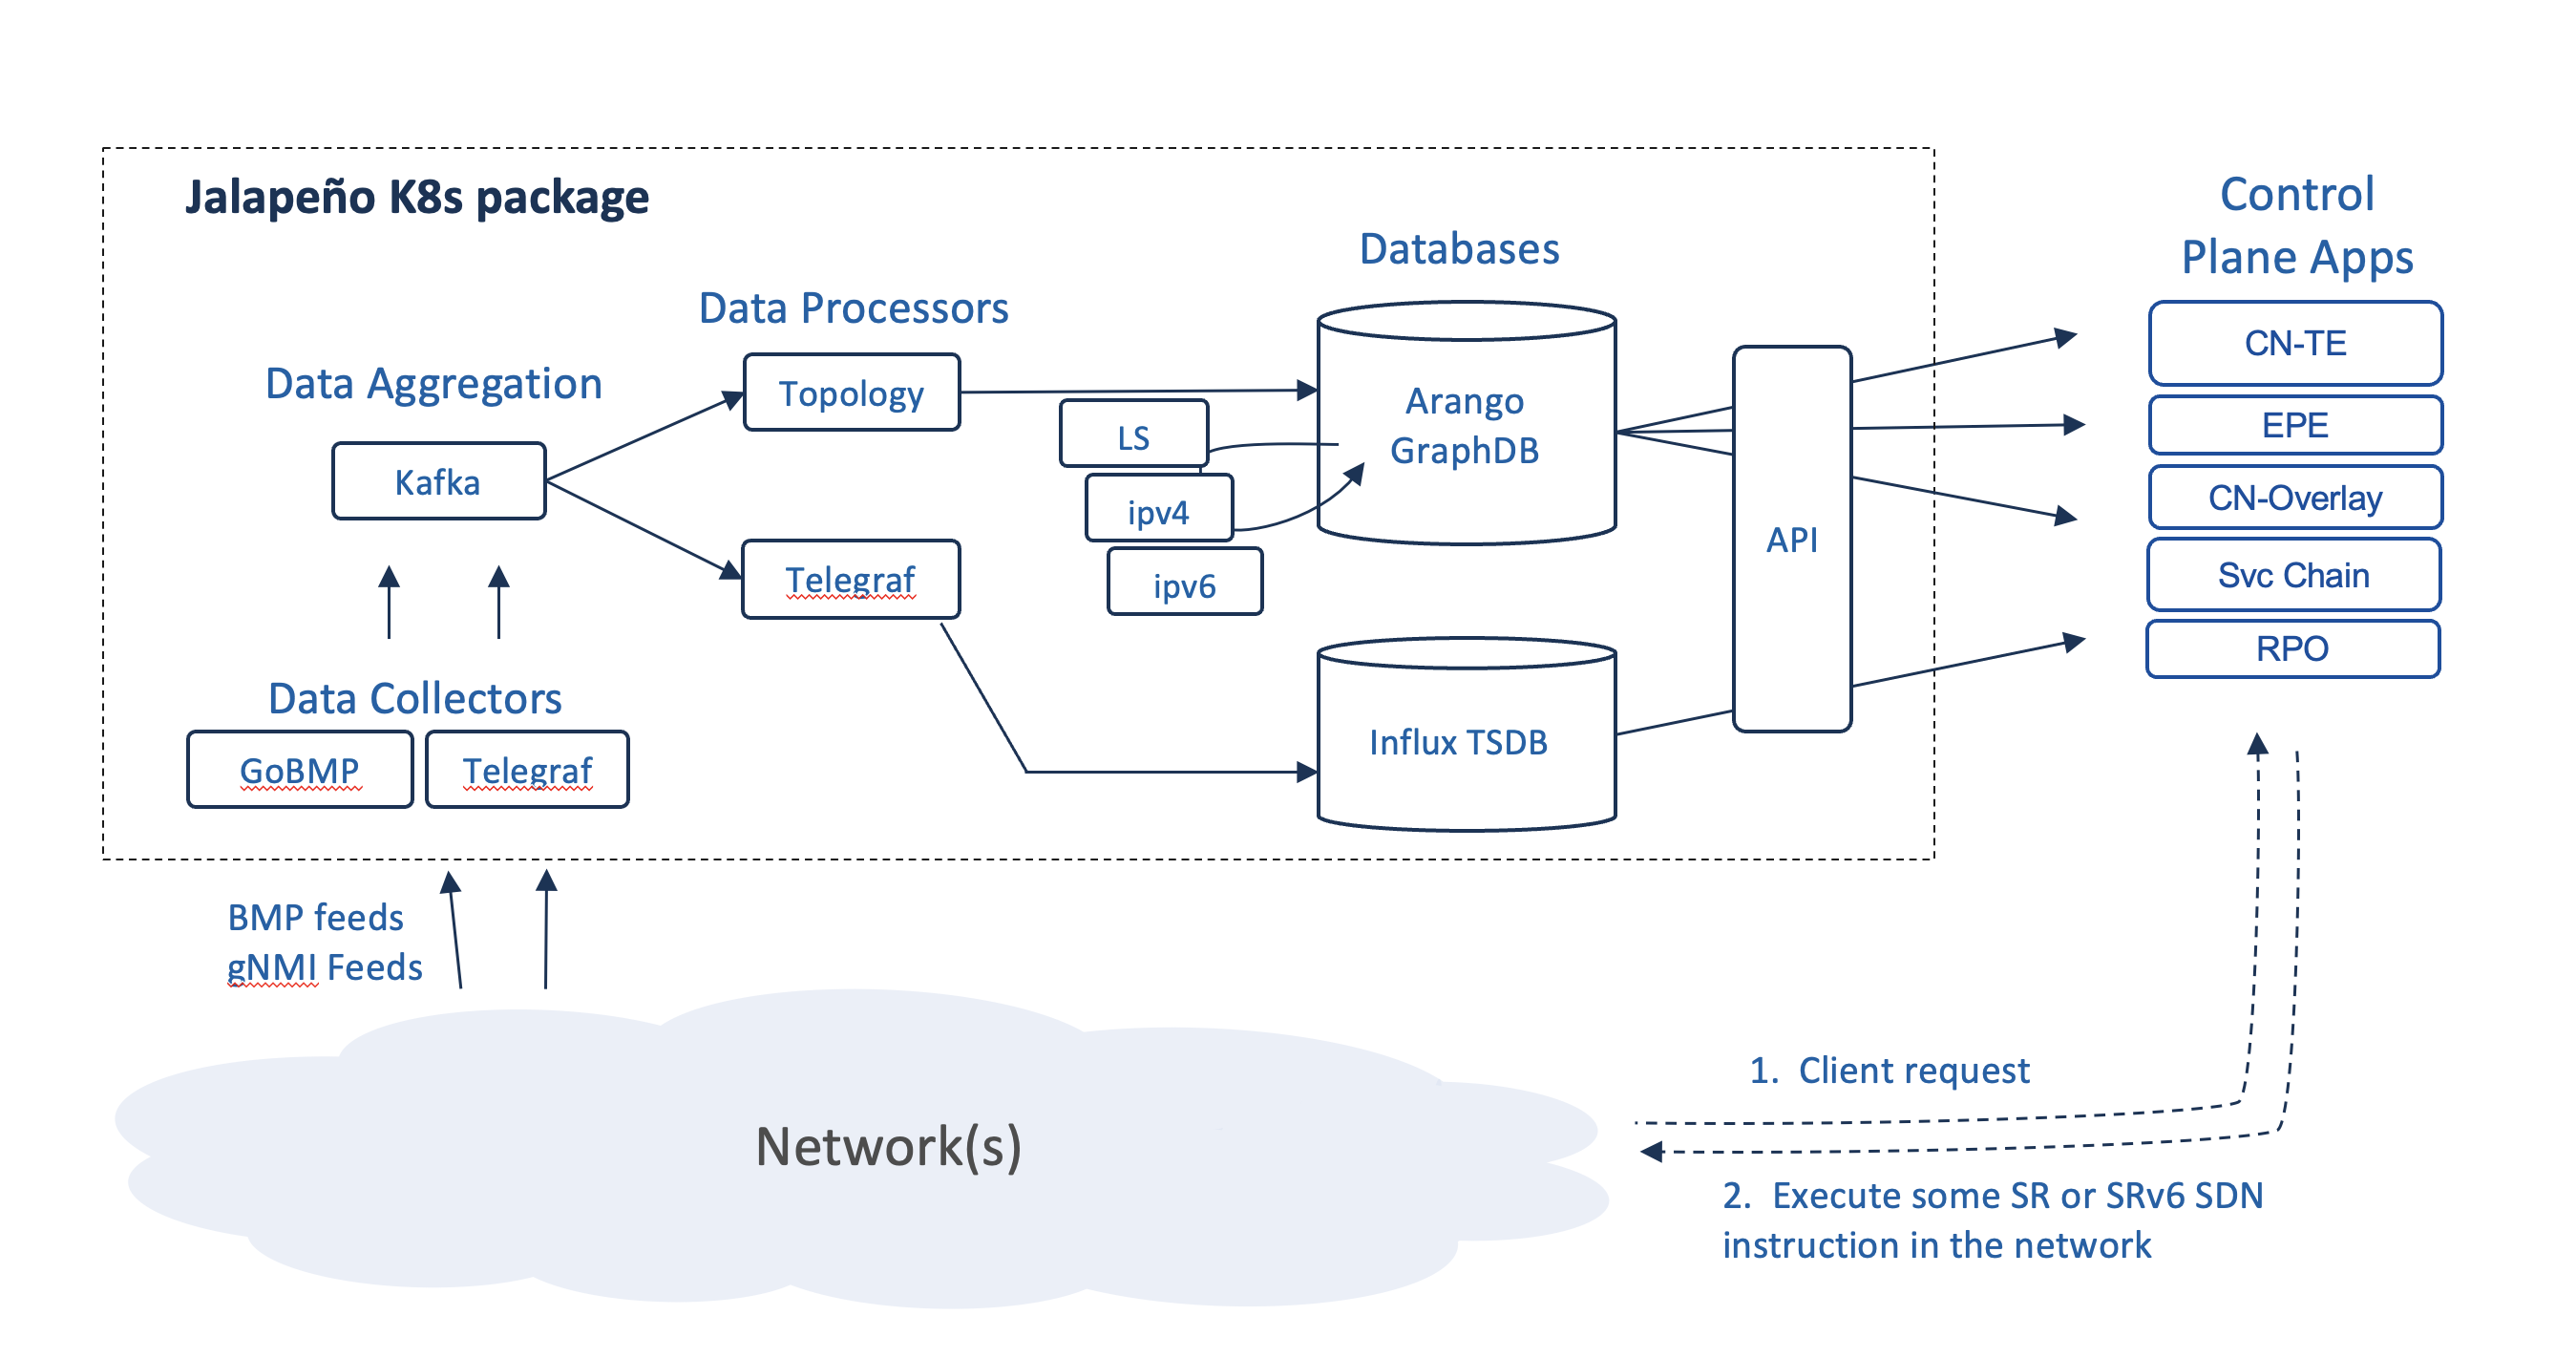 Jalapeño K8s package
Control
Plane Apps
Databases
Data Processors
Data Aggregation
Kafka
Topology
Telegraf
LS
ipv4
ipv6
Arango
GraphDB
Influx TSDB
API
CN-TE
EPE
CN-Overlay
Svc Chain
RPO
Data Collectors
GoBMP
Telegraf
BMP feeds
gNMI Feeds
Network(s)
1. Client request
2. Execute some SR or SRv6 SDN
instruction in the network